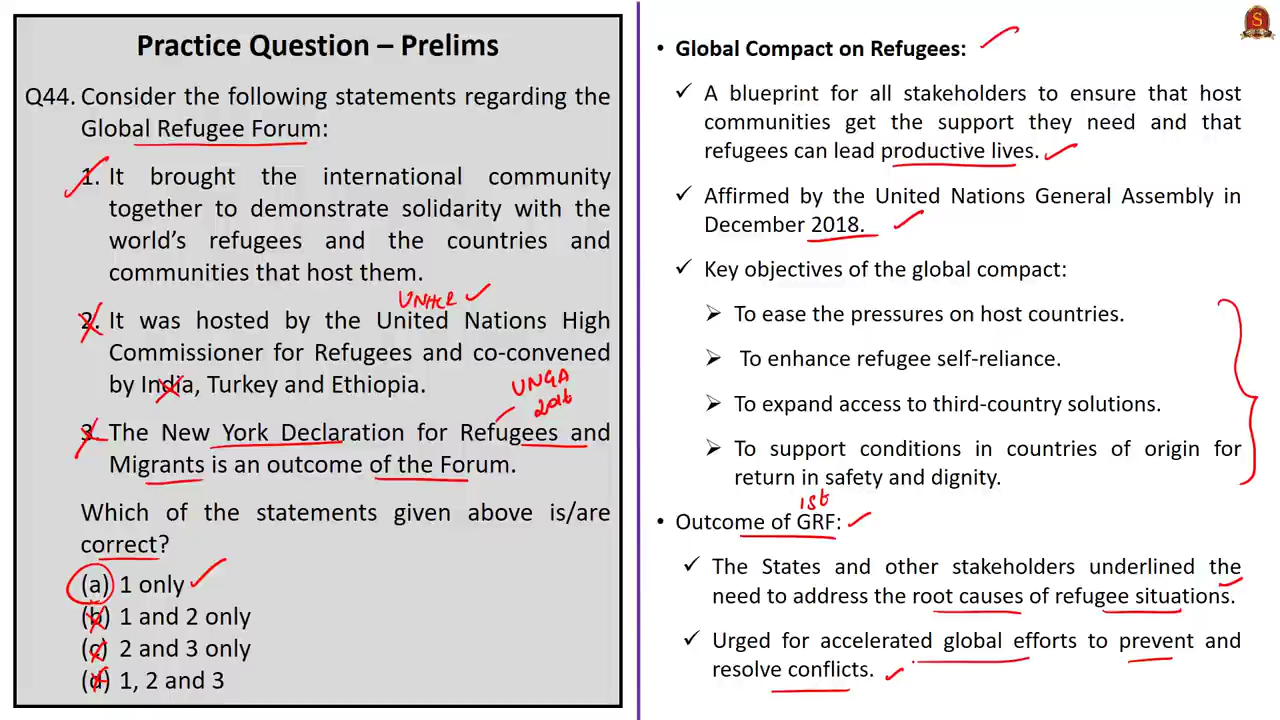 Practice Question – Prelims
Q44. Consider the following statements regarding the
Global Refugee Forum:
1. It brought the international community
together to demonstrate solidarity with the
world's refugees and the countries and
communities that host them.
UNHCR
2. It was hosted by the United Nations High
Commissioner for Refugees and co-convened
by India, Turkey and Ethiopia.
UNGA
2016
3. The New York Declaration for Refugees and
Migrants is an outcome of the Forum.
Which of the statements given above is/are
correct?
(a) 1 only
(b) 1 and 2 only
(c) 2 and 3 only
(d) 1, 2 and 3
• Global Compact on Refugees:
✓ A blueprint for all stakeholders to ensure that host
communities get the support they need and that
refugees can lead productive lives.
✓ Affirmed by the United Nations General Assembly in
December 2018.
✓ Key objectives of the global compact:
➢ To ease the pressures on host countries.
➢ To enhance refugee self-reliance.
➢ To expand access to third-country solutions.
➢ To support conditions in countries of origin for
return in safety and dignity.
1st
• Outcome of GRF:
✓ The States and other stakeholders underlined the
need to address the root causes of refugee situations.
✓ Urged for accelerated global efforts to prevent and
resolve conflicts.